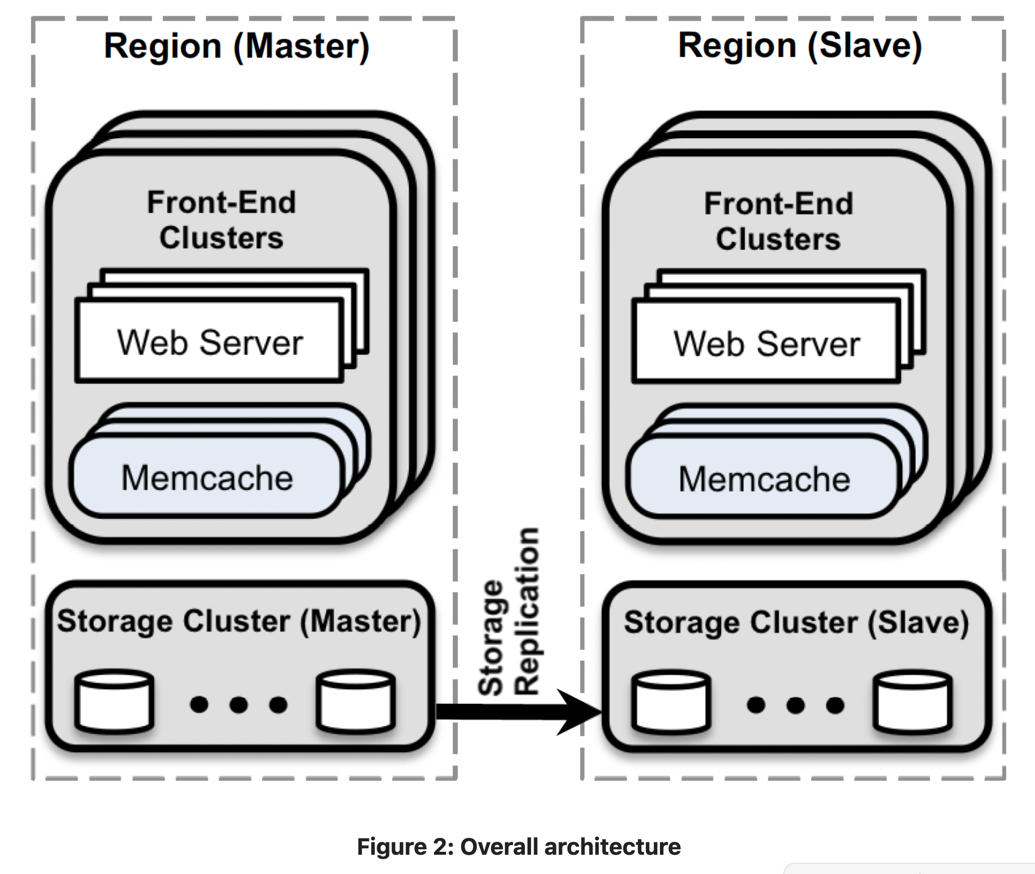 Region (Master)
Front-End
Clusters
Web Server
Memcache
Storage Cluster (Master)
Storage
Replication
Region (Slave)
Front-End
Clusters
Web Server
Memcache
Storage Cluster (Slave)
Figure 2: Overall architecture